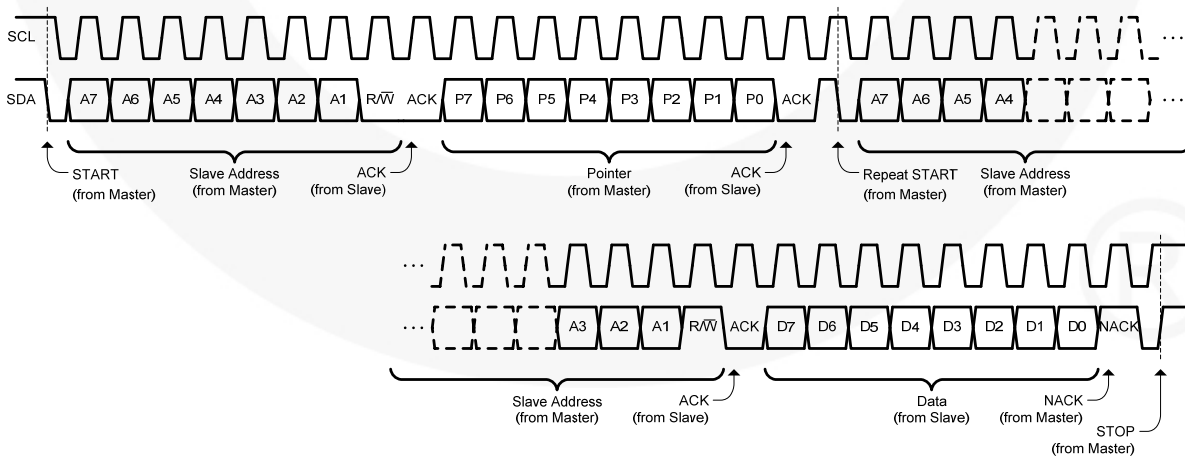 SCL
...
SDA A7 A6 A5 A4 A3 A2 A1 R/W̅ ACK P7 P6 P5 P4 P3 P2 P1 P0 ACK A7 A6 A5 A4 ...
START
(from Master)
Slave Address
(from Master)
ACK
(from Slave)
Pointer
(from Master)
ACK
(from Slave)
Repeat START
(from Master)
Slave Address
(from Master)
...
... A3 A2 A1 R/W̅ ACK D7 D6 D5 D4 D3 D2 D1 D0 NACK
Slave Address
(from Master)
ACK
(from Slave)
Data
(from Slave)
NACK
(from Master)
STOP
(from Master)
®